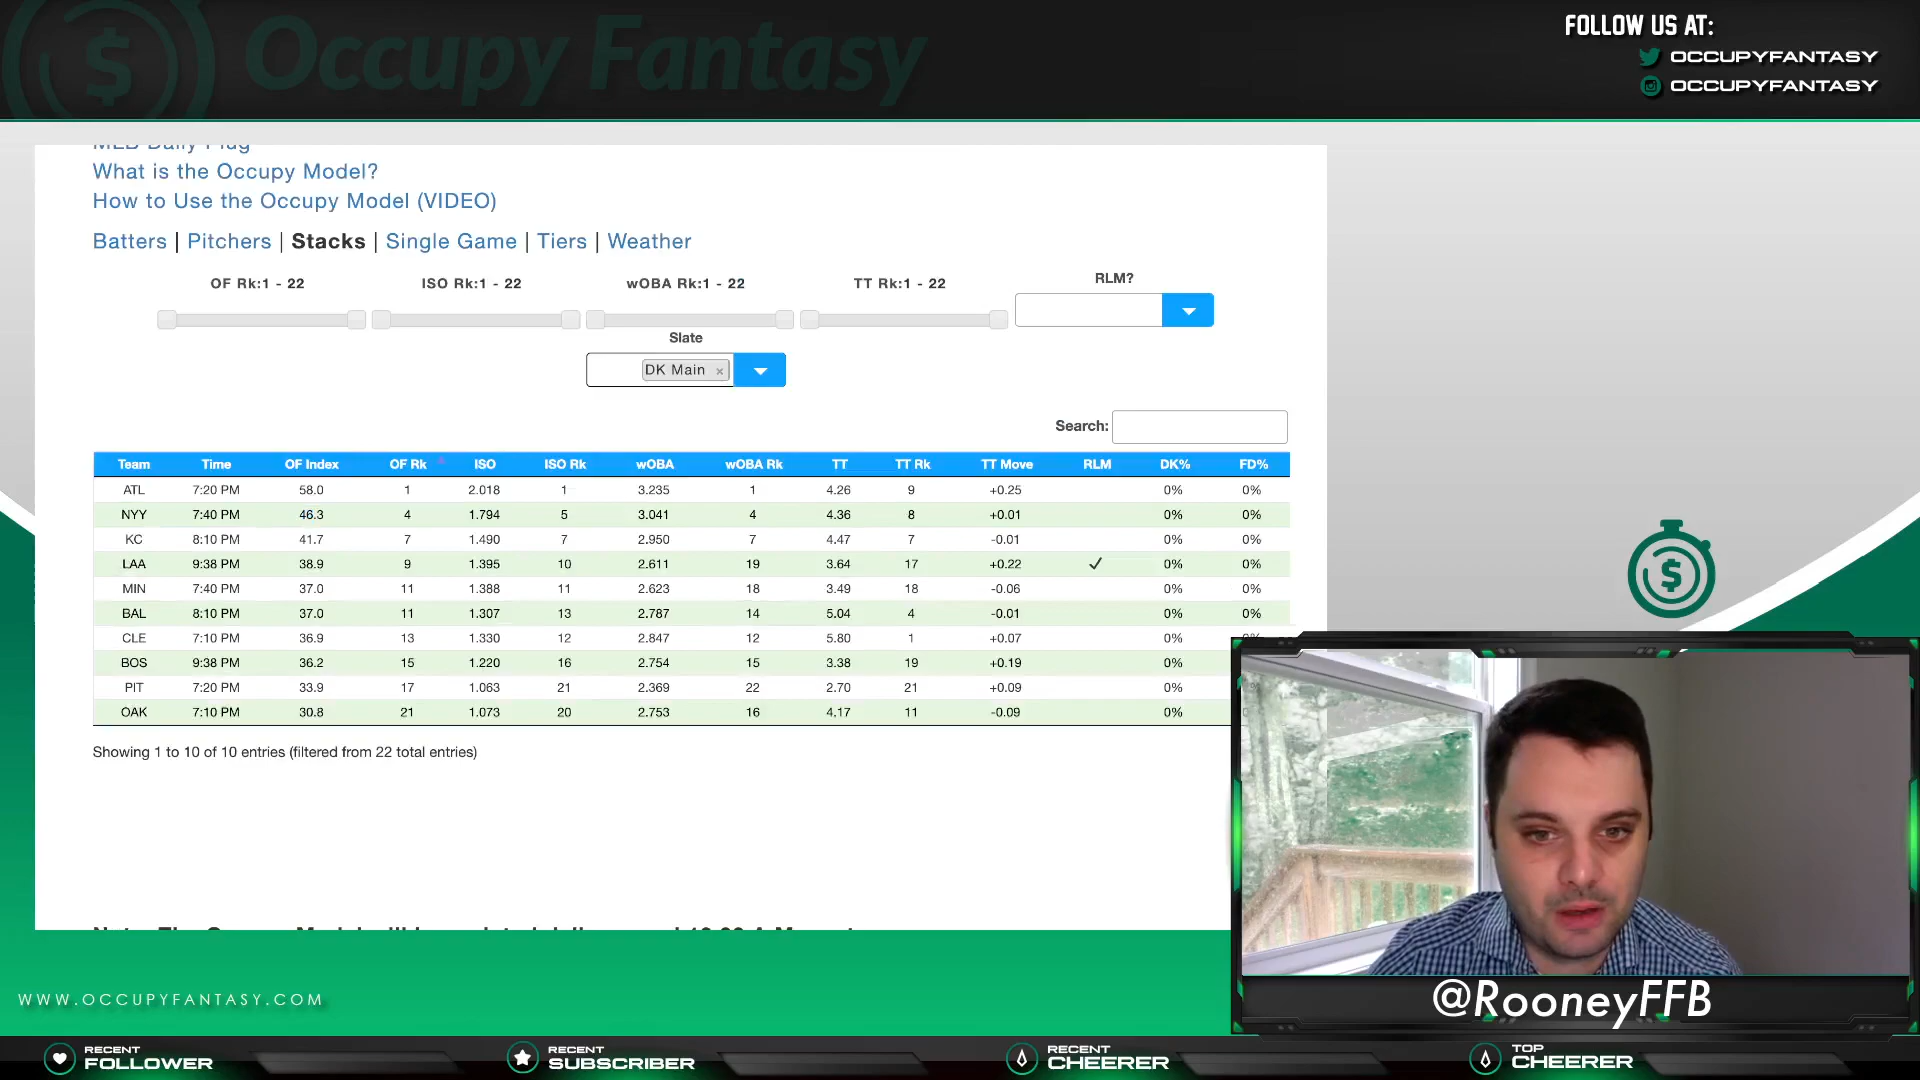 Occupy Fantasy
FOLLOW US AT:
OCCUPYFANTASY
OCCUPYFANTASY
MLB Daily Plug
What is the Occupy Model?
How to Use the Occupy Model (VIDEO)
Batters | Pitchers | Stacks | Single Game | Tiers | Weather
OF Rk:1 - 22 ISO Rk:1 - 22 wOBA Rk:1 - 22 TT Rk:1 - 22 RLM?
Slate
DK Main ×
Search:
Team Time OF Index OF Rk ISO ISO Rk wOBA wOBA Rk TT TT Rk TT Move RLM DK% FD%
ATL 7:20 PM 58.0 1 2.018 1 3.235 1 4.26 9 +0.25 0% 0%
NYY 7:40 PM 46.3 4 1.794 5 3.041 4 4.36 8 +0.01 0% 0%
KC 8:10 PM 41.7 7 1.490 7 2.950 7 4.47 7 -0.01 0% 0%
LAA 9:38 PM 38.9 9 1.395 10 2.611 19 3.64 17 +0.22 ✓ 0% 0%
MIN 7:40 PM 37.0 11 1.388 11 2.623 18 3.49 18 -0.06 0% 0%
BAL 8:10 PM 37.0 11 1.307 13 2.787 14 5.04 4 -0.01 0% 0%
CLE 7:10 PM 36.9 13 1.330 12 2.847 12 5.80 1 +0.07 0% 0%
BOS 9:38 PM 36.2 15 1.220 16 2.754 15 3.38 19 +0.19 0%
PIT 7:20 PM 33.9 17 1.063 21 2.369 22 2.70 21 +0.09 0%
OAK 7:10 PM 30.8 21 1.073 20 2.753 16 4.17 11 -0.09 0%
Showing 1 to 10 of 10 entries (filtered from 22 total entries)
@RooneyFFB
WWW.OCCUPYFANTASY.COM
RECENT
FOLLOWER
RECENT
SUBSCRIBER
RECENT
CHEERER
TOP
CHEERER